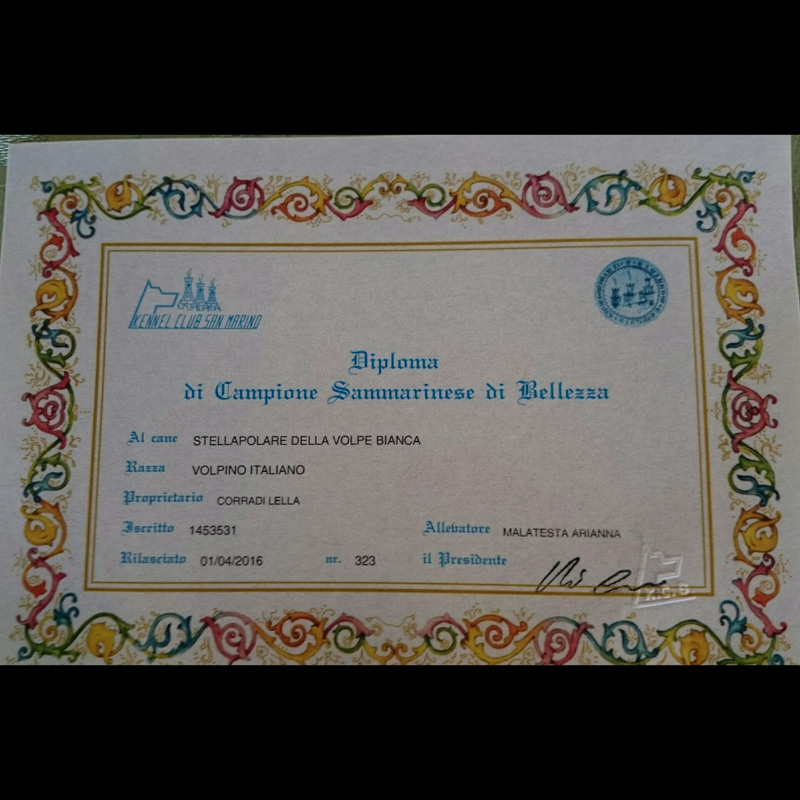 KENNEL CLUB SAN MARINO
Diploma
di Campione Sammarinese di Bellezza
Al cane STELLAPOLARE DELLA VOLPE BIANCA
Razza VOLPINO ITALIANO
Proprietario CORRADI LELLA
Iscritto 1453531 Allevatore MALATESTA ARIANNA
Rilasciato 01/04/2016 nr. 323 il Presidente
K.C.S.